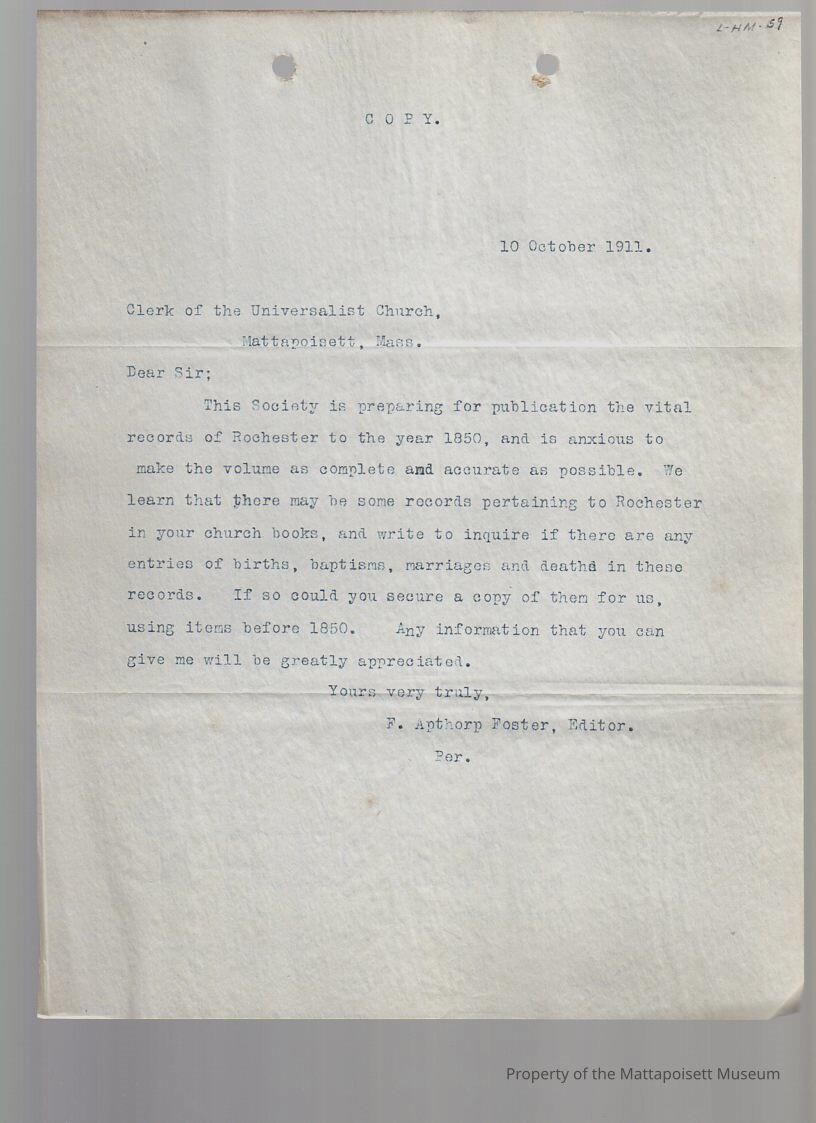 L-HM-59
C O P Y.
10 October 1911.
Clerk of the Universalist Church,
Mattapoisett, Mass.
Dear Sir;
This Society is preparing for publication the vital
records of Rochester to the year 1850, and is anxious to
make the volume as complete and accurate as possible. We
learn that there may be some records pertaining to Rochester
in your church books, and write to inquire if there are any
entries of births, baptisms, marriages and deaths in these
records. If so could you secure a copy of them for us,
using items before 1850. Any information that you can
give me will be greatly appreciated.
Yours very truly,
F. Apthorp Foster, Editor.
Per.
Property of the Mattapoisett Museum